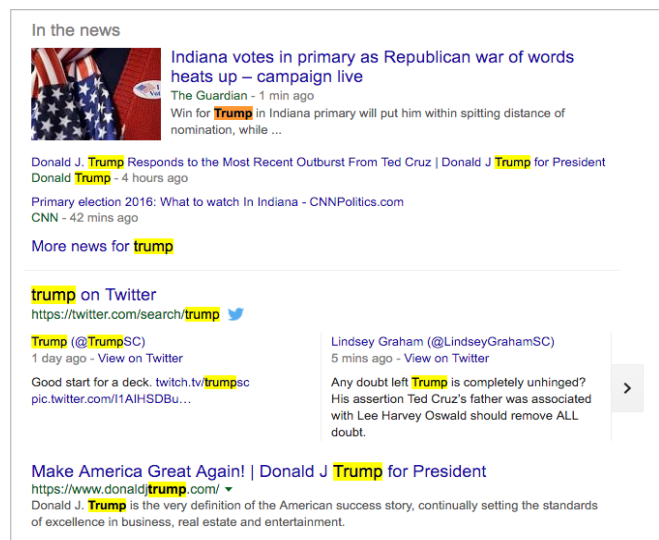 In the news
Indiana votes in primary as Republican war of words
heats up – campaign live
The Guardian - 1 min ago
Win for Trump in Indiana primary will put him within spitting distance of
nomination, while ...
Donald J. Trump Responds to the Most Recent Outburst From Ted Cruz | Donald J Trump for President
Donald Trump - 4 hours ago
Primary election 2016: What to watch In Indiana - CNNPolitics.com
CNN - 42 mins ago
More news for trump
trump on Twitter
https://twitter.com/search/trump
Trump (@TrumpSC)
1 day ago - View on Twitter
Good start for a deck. twitch.tv/trumpsc
pic.twitter.com/I1AIHSDBu…
Lindsey Graham (@LindseyGrahamSC)
5 mins ago - View on Twitter
Any doubt left Trump is completely unhinged?
His assertion Ted Cruz's father was associated
with Lee Harvey Oswald should remove ALL
doubt.
Make America Great Again! | Donald J Trump for President
https://www.donaldjtrump.com/
Donald J. Trump is the very definition of the American success story, continually setting the standards
of excellence in business, real estate and entertainment.